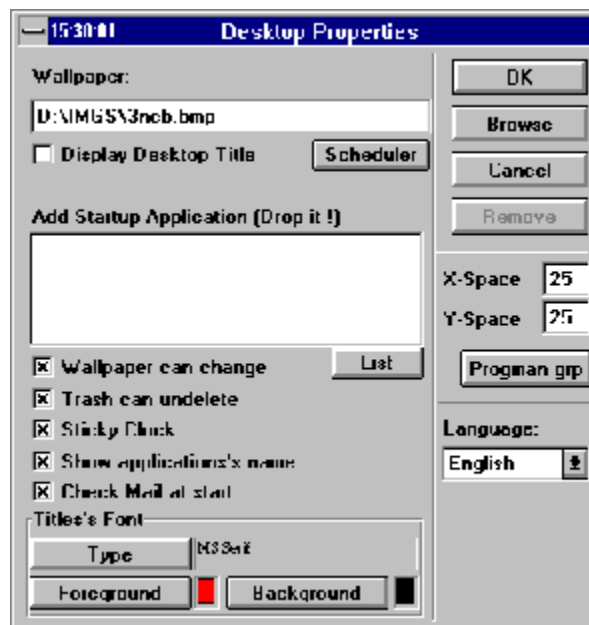 15:30:01 Desktop Properties
Wallpaper:
D:\IMGS\3ncb.bmp
Display Desktop Title
Scheduler
Add Startup Application (Drop it !)
List
Wallpaper can change
Trash can undelete
Sticky Clock
Show applications's name
Check Mail at start
Titles's Font
Type
MS Serif
Foreground
Background
OK
Browse
Cancel
Remove
X-Space 25
Y-Space 25
Progman grp
Language:
English